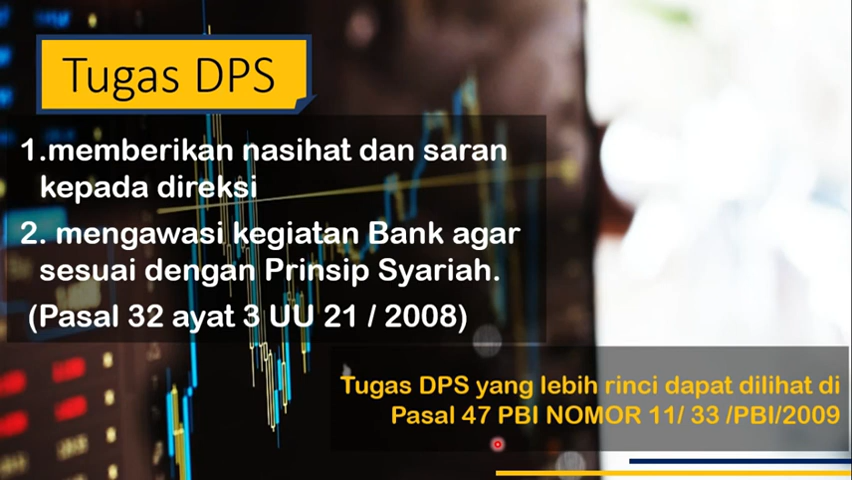 Tugas DPS
1.memberikan nasihat dan saran
kepada direksi
2. mengawasi kegiatan Bank agar
sesuai dengan Prinsip Syariah.
(Pasal 32 ayat 3 UU 21 / 2008)
Tugas DPS yang lebih rinci dapat dilihat di
Pasal 47 PBI NOMOR 11/ 33 /PBI/2009